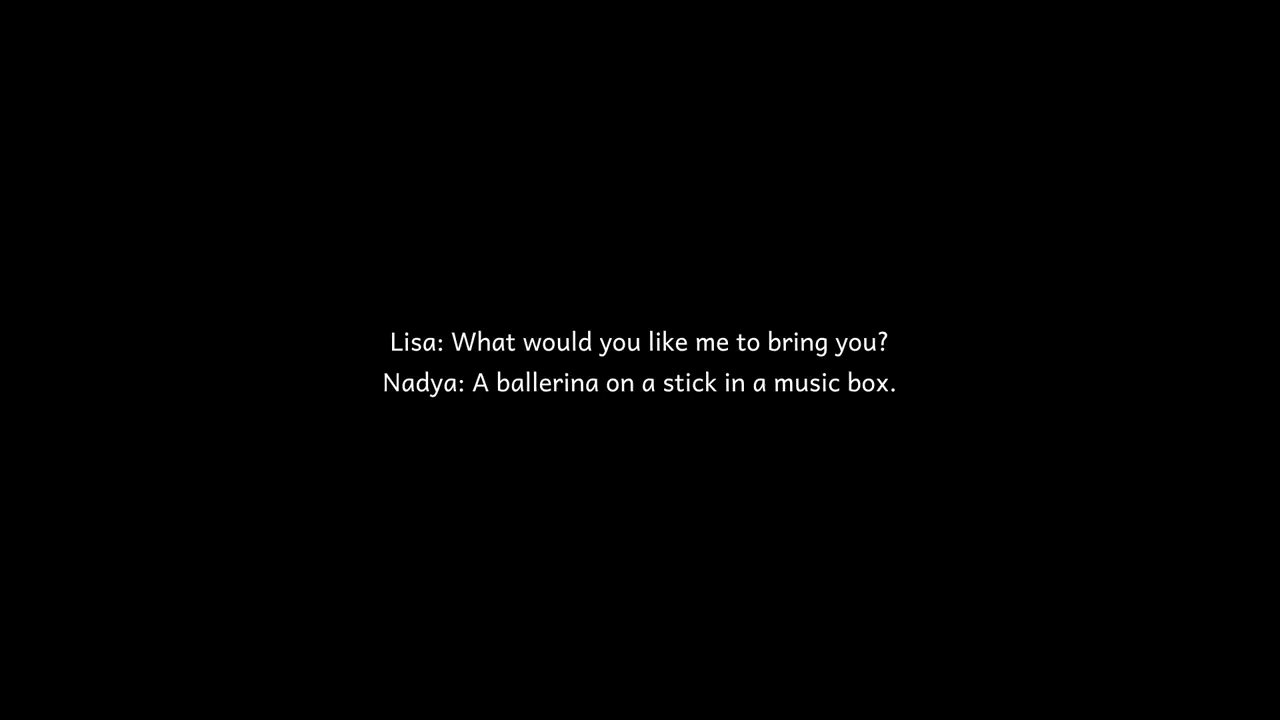 Lisa: What would you like me to bring you?
Nadya: A ballerina on a stick in a music box.